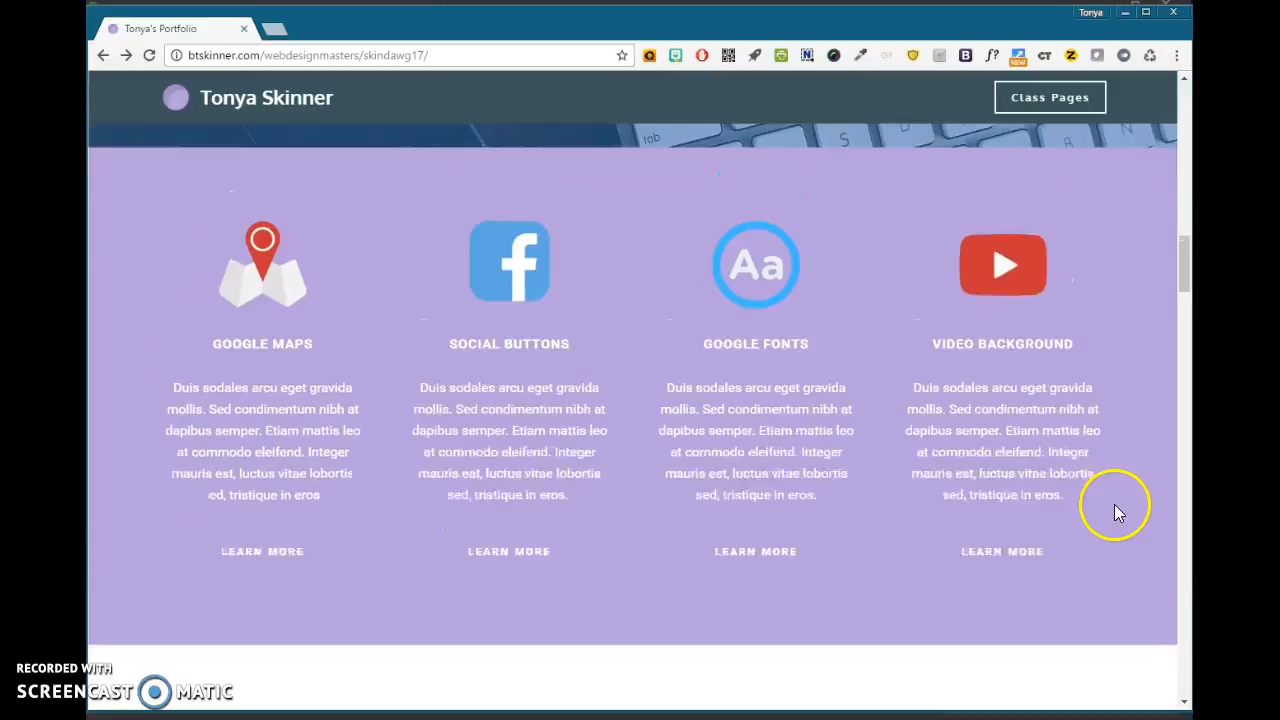 Tonya
Tonya's Portfolio
btskinner.com/webdesignmasters/skindawg17/
NEW
Tonya Skinner
Class Pages
tab
S D
N
R
Aa
GOOGLE MAPS
Duis sodales arcu eget gravida
mollis. Sed condimentum nibh at
dapibus semper. Etiam mattis leo
at commodo eleifend. Integer
mauris est, luctus vitae lobortis
sed, tristique in eros
LEARN MORE
SOCIAL BUTTONS
Duis sodales arcu eget gravida
mollis. Sed condimentum nibh at
dapibus semper. Etiam mattis leo
at commodo eleifend. Integer
mauris est, luctus vitae lobortis
sed, tristique in eros.
LEARN MORE
GOOGLE FONTS
Duis sodales arcu eget gravida
mollis. Sed condimentum nibh at
dapibus semper. Etiam mattis leo
at commodo eleifend. Integer
mauris est, luctus vitae lobortis
sed, tristique in eros.
LEARN MORE
VIDEO BACKGROUND
Duis sodales arcu eget gravida
mollis. Sed condimentum nibh at
dapibus semper. Etiam mattis leo
at commodo eleifend. Integer
mauris est, luctus vitae lobortis
sed, tristique in eros.
LEARN MORE
RECORDED WITH
SCREENCAST MATIC